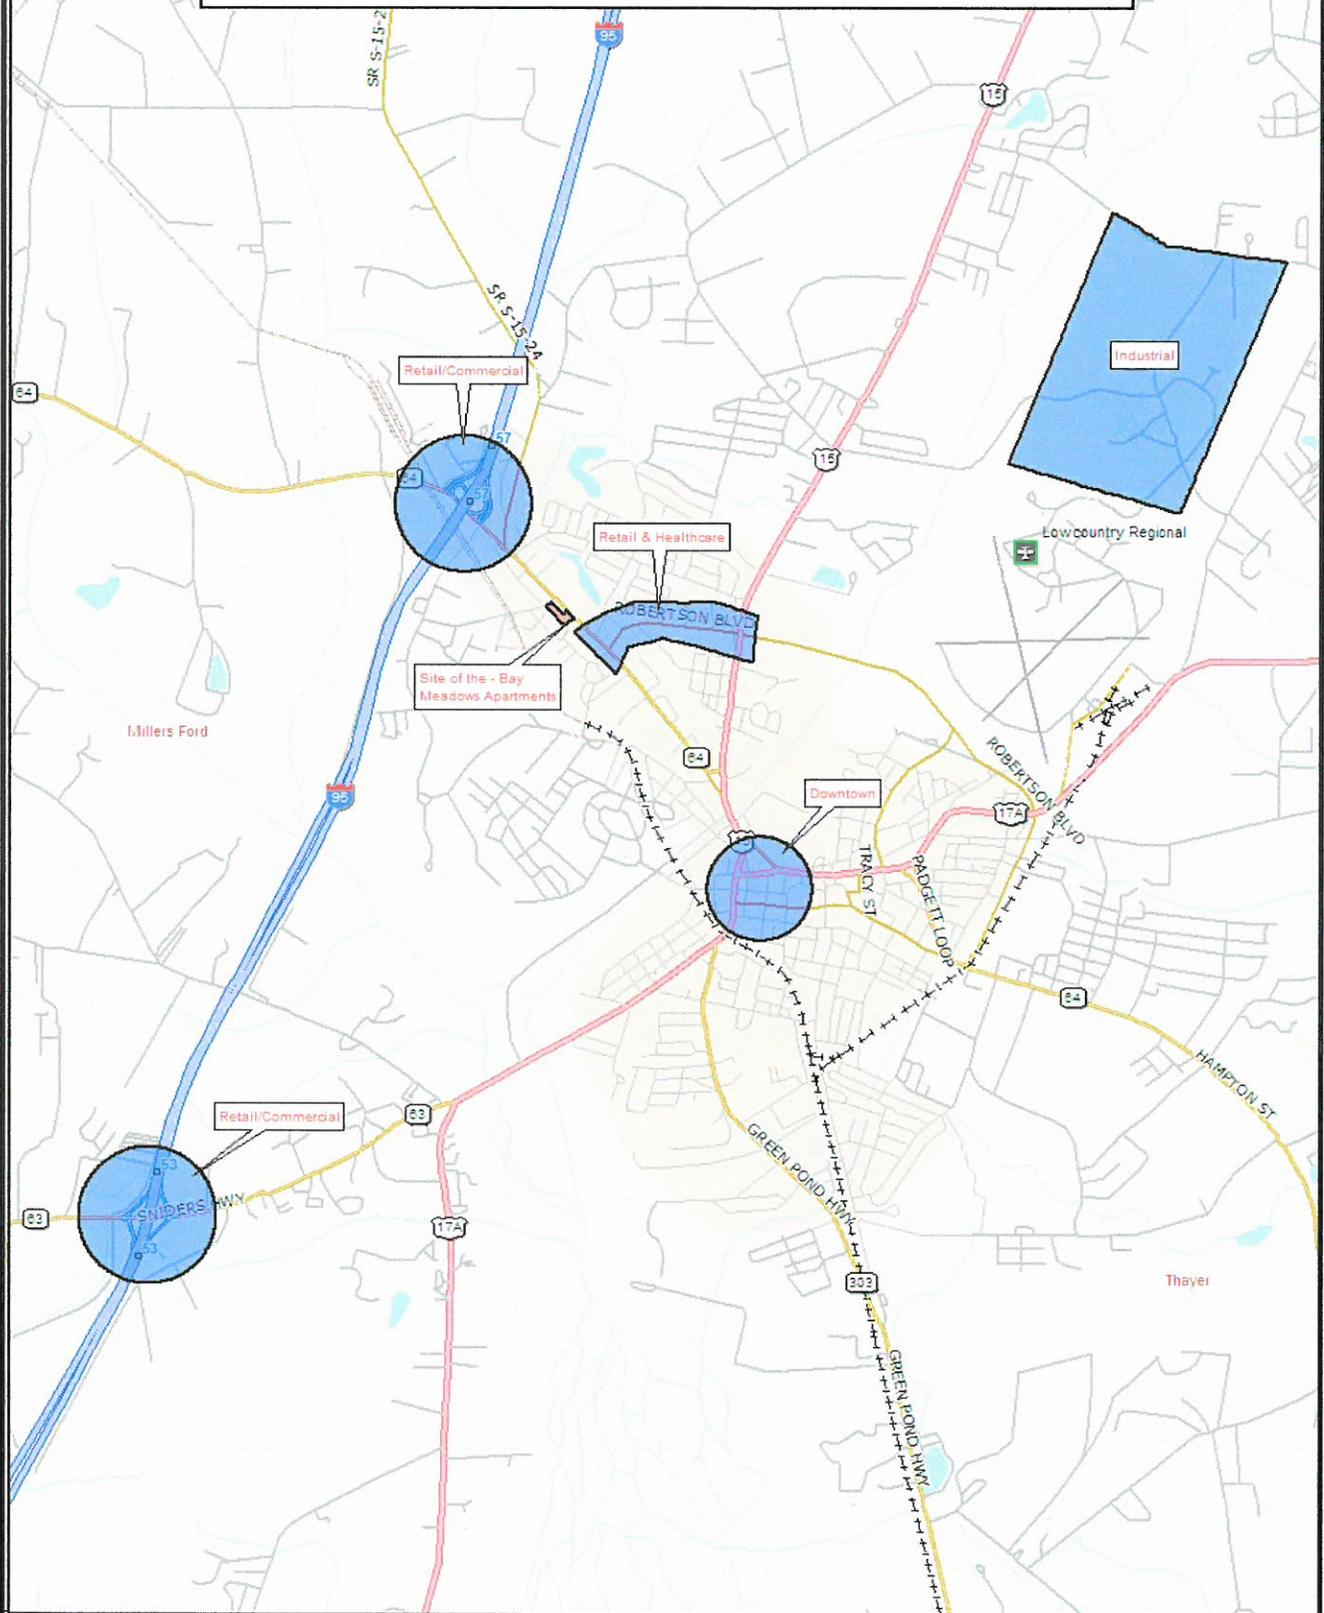 SR S-15-2
95
15
SR S-15-24
Industrial
Retail/Commercial
64
57
64
57
15
Retail & Healthcare
Lowcountry Regional
ROBERTSON BLVD
Site of the - Bay
Meadows Apartments
Millers Ford
64
ROBERTSON BLVD
95
Downtown
17A
15
TRACY ST
PADGETT LOOP
64
HAMPTON ST
Retail/Commercial
63
GREEN POND HWY
53
SNIDERS HWY
63
17A
53
303
Thayer
GREEN POND HWY